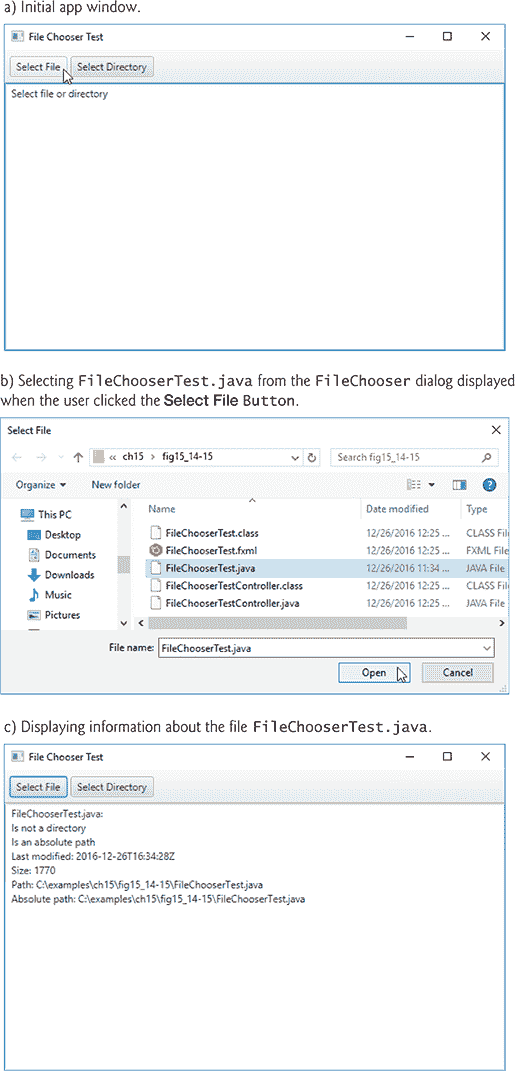 a) Initial app window.
File Chooser Test
Select File Select Directory
Select file or directory
b) Selecting FileChooserTest.java from the FileChooser dialog displayed
when the user clicked the Select File Button.
Select File
« ch15 > fig15_14-15 Search fig15_14-15
Organize New folder
This PC
Desktop
Documents
Downloads
Music
Pictures
Name Date modified Type
FileChooserTest.class 12/26/2016 12:25 ... CLASS Fil
FileChooserTest.fxml 12/26/2016 12:25 ... FXML File
FileChooserTest.java 12/26/2016 11:34 ... JAVA File
FileChooserTestController.class 12/26/2016 12:25 ... CLASS Fil
FileChooserTestController.java 12/26/2016 12:25 ... JAVA File
File name: FileChooserTest.java
Open Cancel
c) Displaying information about the file FileChooserTest.java.
File Chooser Test
Select File Select Directory
FileChooserTest.java:
Is not a directory
Is an absolute path
Last modified: 2016-12-26T16:34:28Z
Size: 1770
Path: C:\examples\ch15\fig15_14-15\FileChooserTest.java
Absolute path: C:\examples\ch15\fig15_14-15\FileChooserTest.java